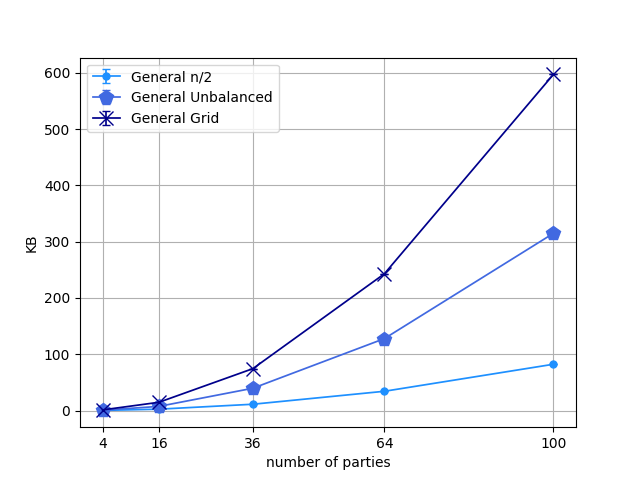 General n/2
General Unbalanced
General Grid
600
500
400
300
200
100
0
KB
4 16 36 64 100
number of parties